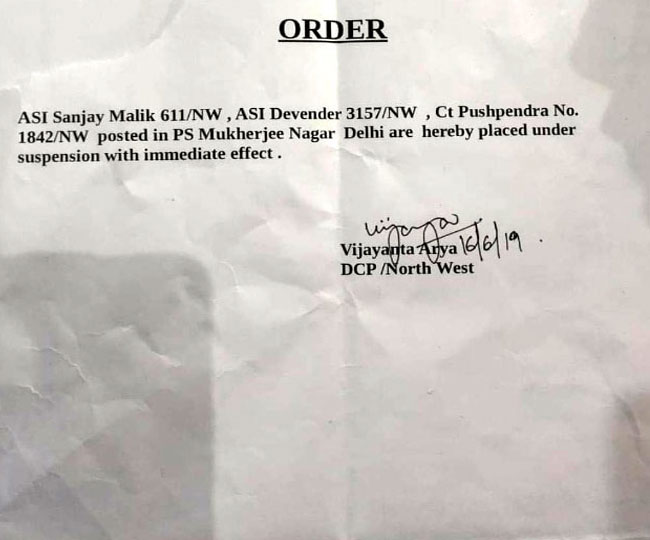 ORDER
ASI Sanjay Malik 611/NW , ASI Devender 3157/NW , Ct Pushpendra No.
1842/NW posted in PS Mukherjee Nagar Delhi are hereby placed under
suspension with immediate effect .
Vijayanta Arya 16/6/19
DCP /North West